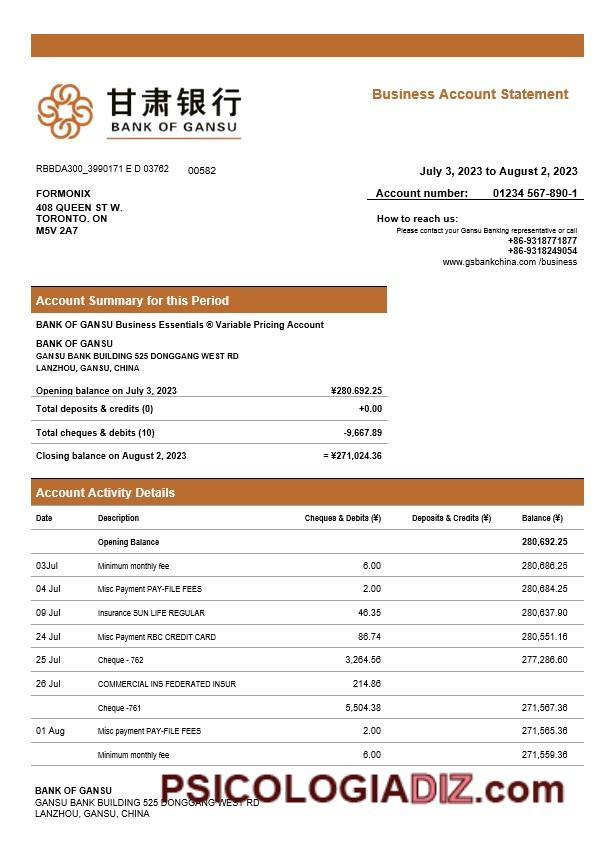 甘肃银行
BANK OF GANSU
Business Account Statement
RBBDA300_3990171 E D 03762 00582
July 3, 2023 to August 2, 2023
FORMONIX
Account number: 01234 567-890-1
408 QUEEN ST W.
TORONTO. ON
M5V 2A7
How to reach us:
Please contact your Gansu Banking representative or call
+86-9318771877
+86-9318249054
www.gsbankchina.com /business
Account Summary for this Period
BANK OF GANSU Business Essentials ® Variable Pricing Account
BANK OF GANSU
GANSU BANK BUILDING 525 DONGGANG WEST RD
LANZHOU, GANSU, CHINA
Opening balance on July 3, 2023 ¥280.692.25
Total deposits & credits (0) +0.00
Total cheques & debits (10) -9,667.89
Closing balance on August 2, 2023 = ¥271,024.36
Account Activity Details
Date Description Cheques & Debits (¥) Deposits & Credits (¥) Balance (¥)
Opening Balance 280,692.25
03Jul Minimum monthly fee 6.00 280,686.25
04 Jul Misc Payment PAY-FILE FEES 2.00 280,684.25
09 Jul Insurance SUN LIFE REGULAR 46.35 280,637.90
24 Jul Misc Payment RBC CREDIT CARD 86.74 280,551.16
25 Jul Cheque - 762 3,264.56 277,286.60
26 Jul COMMERCIAL INS FEDERATED INSUR 214.86
Cheque -761 5,504.38 271,567.36
01 Aug Misc payment PAY-FILE FEES 2.00 271,565.36
Minimum monthly fee 6.00 271,559.36
BANK OF GANSU
GANSU BANK BUILDING 525 DONGGANG WEST RD
LANZHOU, GANSU, CHINA
PSICOLOGIADIZ.com